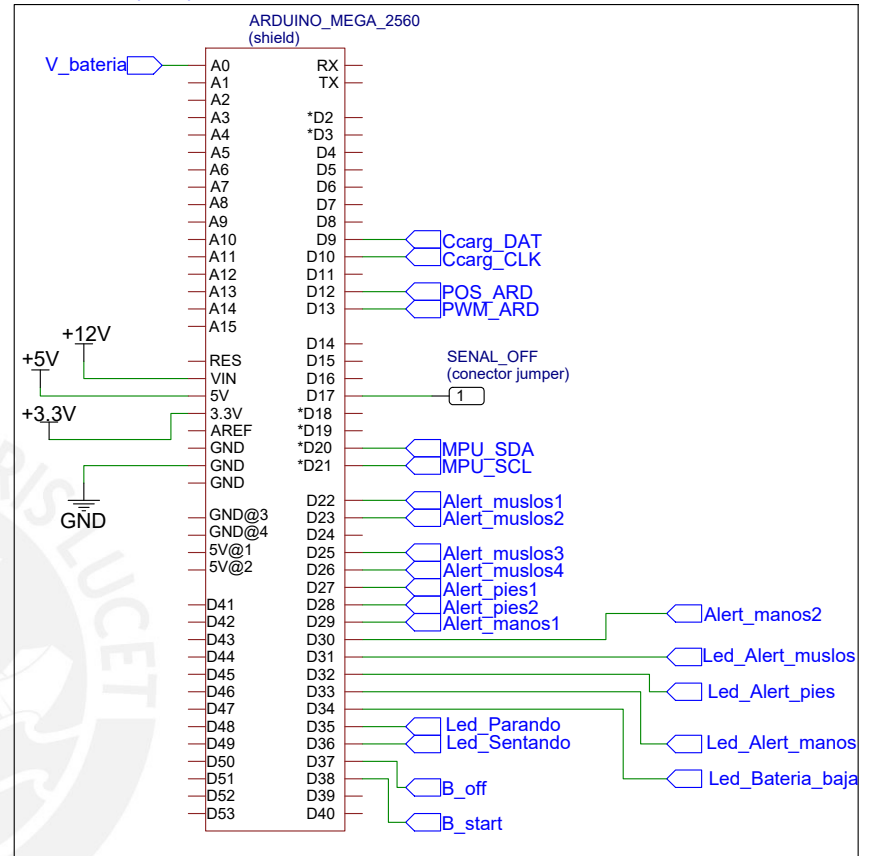 ARDUINO_MEGA_2560
(shield)
V_bateria
A0
A1
A2
A3
A4
A5
A6
A7
A8
A9
A10
A11
A12
A13
A14
A15
RES
VIN
5V
3.3V
AREF
GND
GND
GND
GND@3
GND@4
5V@1
5V@2
D41
D42
D43
D44
D45
D46
D47
D48
D49
D50
D51
D52
D53
+12V
+5V
+3.3V
GND
RX
TX
*D2
*D3
D4
D5
D6
D7
D8
D9
D10
D11
D12
D13
D14
D15
D16
D17
*D18
*D19
*D20
*D21
D22
D23
D24
D25
D26
D27
D28
D29
D30
D31
D32
D33
D34
D35
D36
D37
D38
D39
D40
Ccarg_DAT
Ccarg_CLK
POS_ARD
PWM_ARD
SENAL_OFF
(conector jumper)
1
MPU_SDA
MPU_SCL
Alert_muslos1
Alert_muslos2
Alert_muslos3
Alert_muslos4
Alert_pies1
Alert_pies2
Alert_manos1
Alert_manos2
Led_Alert_muslos
Led_Alert_pies
Led_Parando
Led_Sentando
Led_Alert_manos
Led_Bateria_baja
B_off
B_start
RIS LUCET